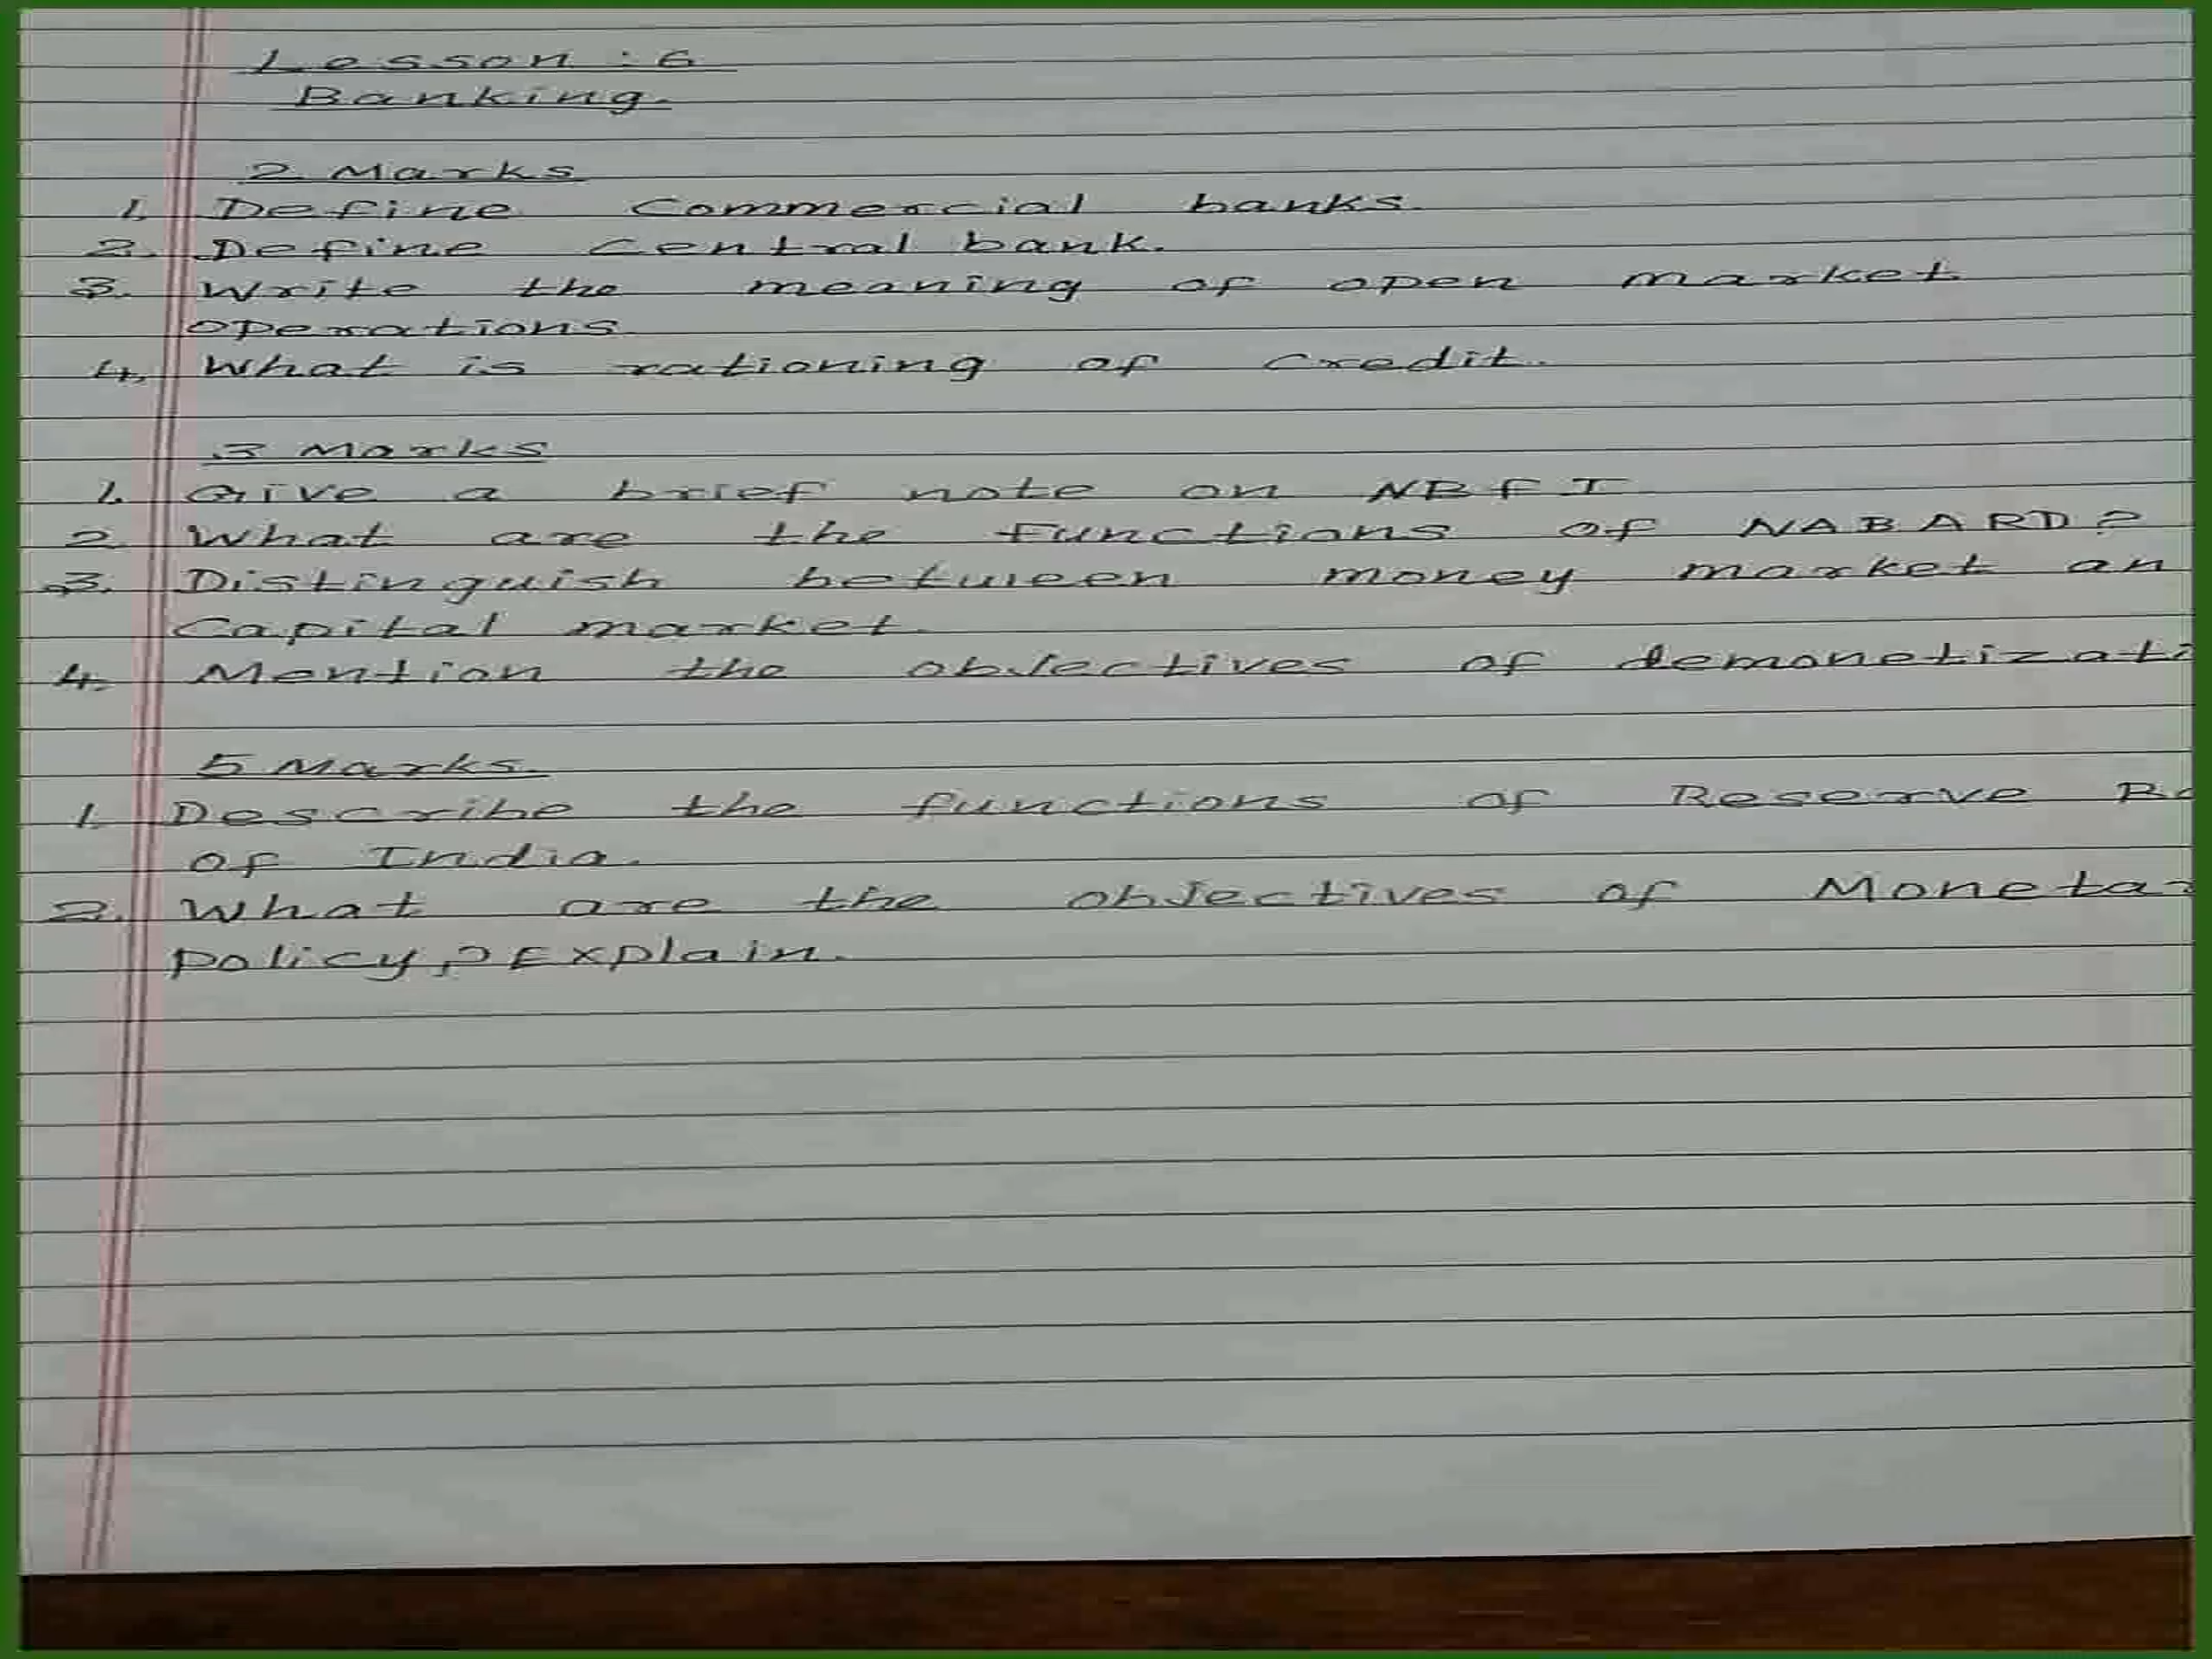 Lesson : 6
Banking.
2 Marks
1. Define Commercial banks.
2. Define Central bank.
3. Write the meaning of open market
operations
4. What is rationing of Credit.
3 Marks
1. Give a brief note on NBFI
2. What are the Functions of NABARD?
3. Distinguish between money market an
Capital market.
4. Mention the objectives of demonetizati
5 Marks.
1. Describe the functions of Reserve Ba
of India.
2. What are the objectives of Monetar
Policy,? Explain.